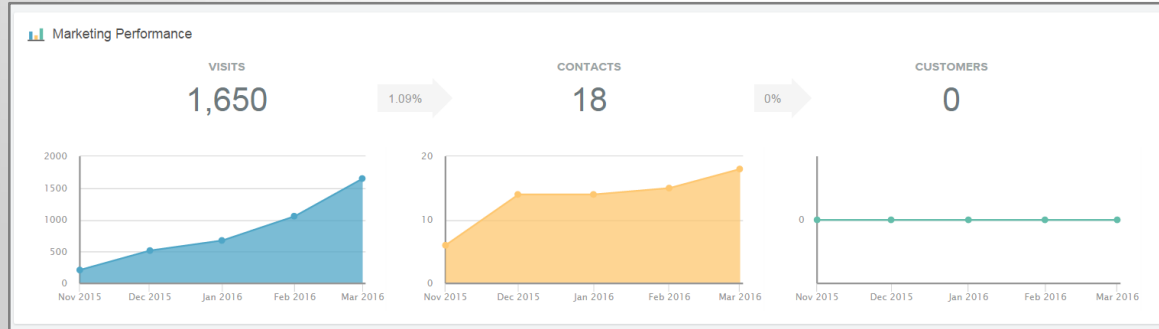 Marketing Performance
VISITS
1,650
1.09%
CONTACTS
18
0%
CUSTOMERS
0
2000
1500
1000
500
0
Nov 2015 Dec 2015 Jan 2016 Feb 2016 Mar 2016
20
10
0
Nov 2015 Dec 2015 Jan 2016 Feb 2016 Mar 2016
0
Nov 2015 Dec 2015 Jan 2016 Feb 2016 Mar 2016